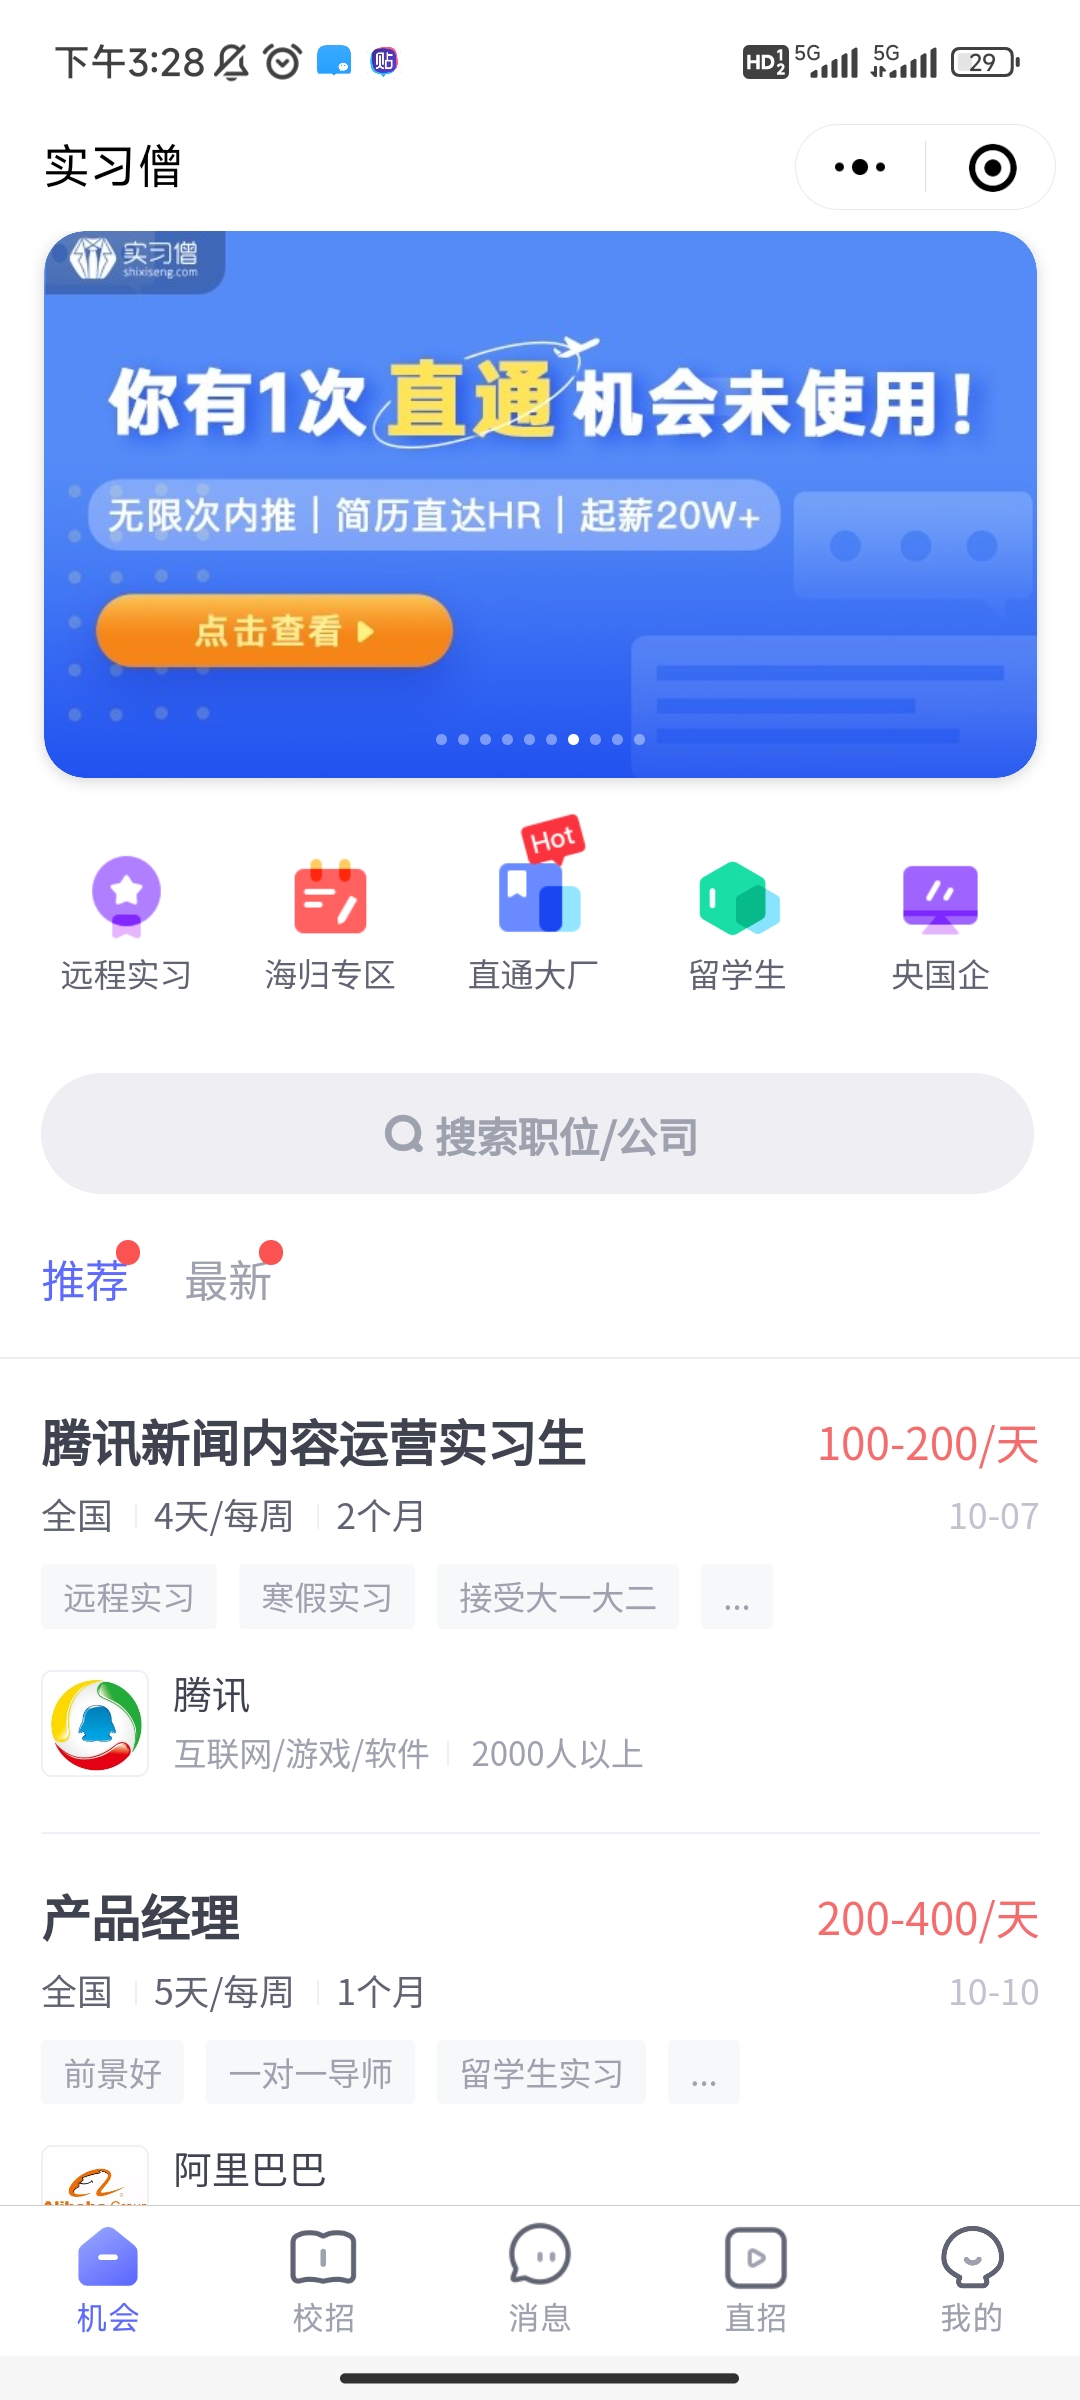 下午3:28 贴 HD 1 2 5G 5G 29
实习僧
实习僧
shixiseng.com
你有1次直通机会未使用!
无限次内推｜简历直达HR｜起薪20W+
点击查看
Hot
远程实习 海归专区 直通大厂 留学生 央国企
搜索职位/公司
推荐 最新
腾讯新闻内容运营实习生 100-200/天
全国 4天/每周 2个月 10-07
远程实习 寒假实习 接受大一大二 ...
腾讯
互联网/游戏/软件 2000人以上
产品经理 200-400/天
全国 5天/每周 1个月 10-10
前景好 一对一导师 留学生实习 ...
阿里巴巴
机会 校招 消息 直招 我的